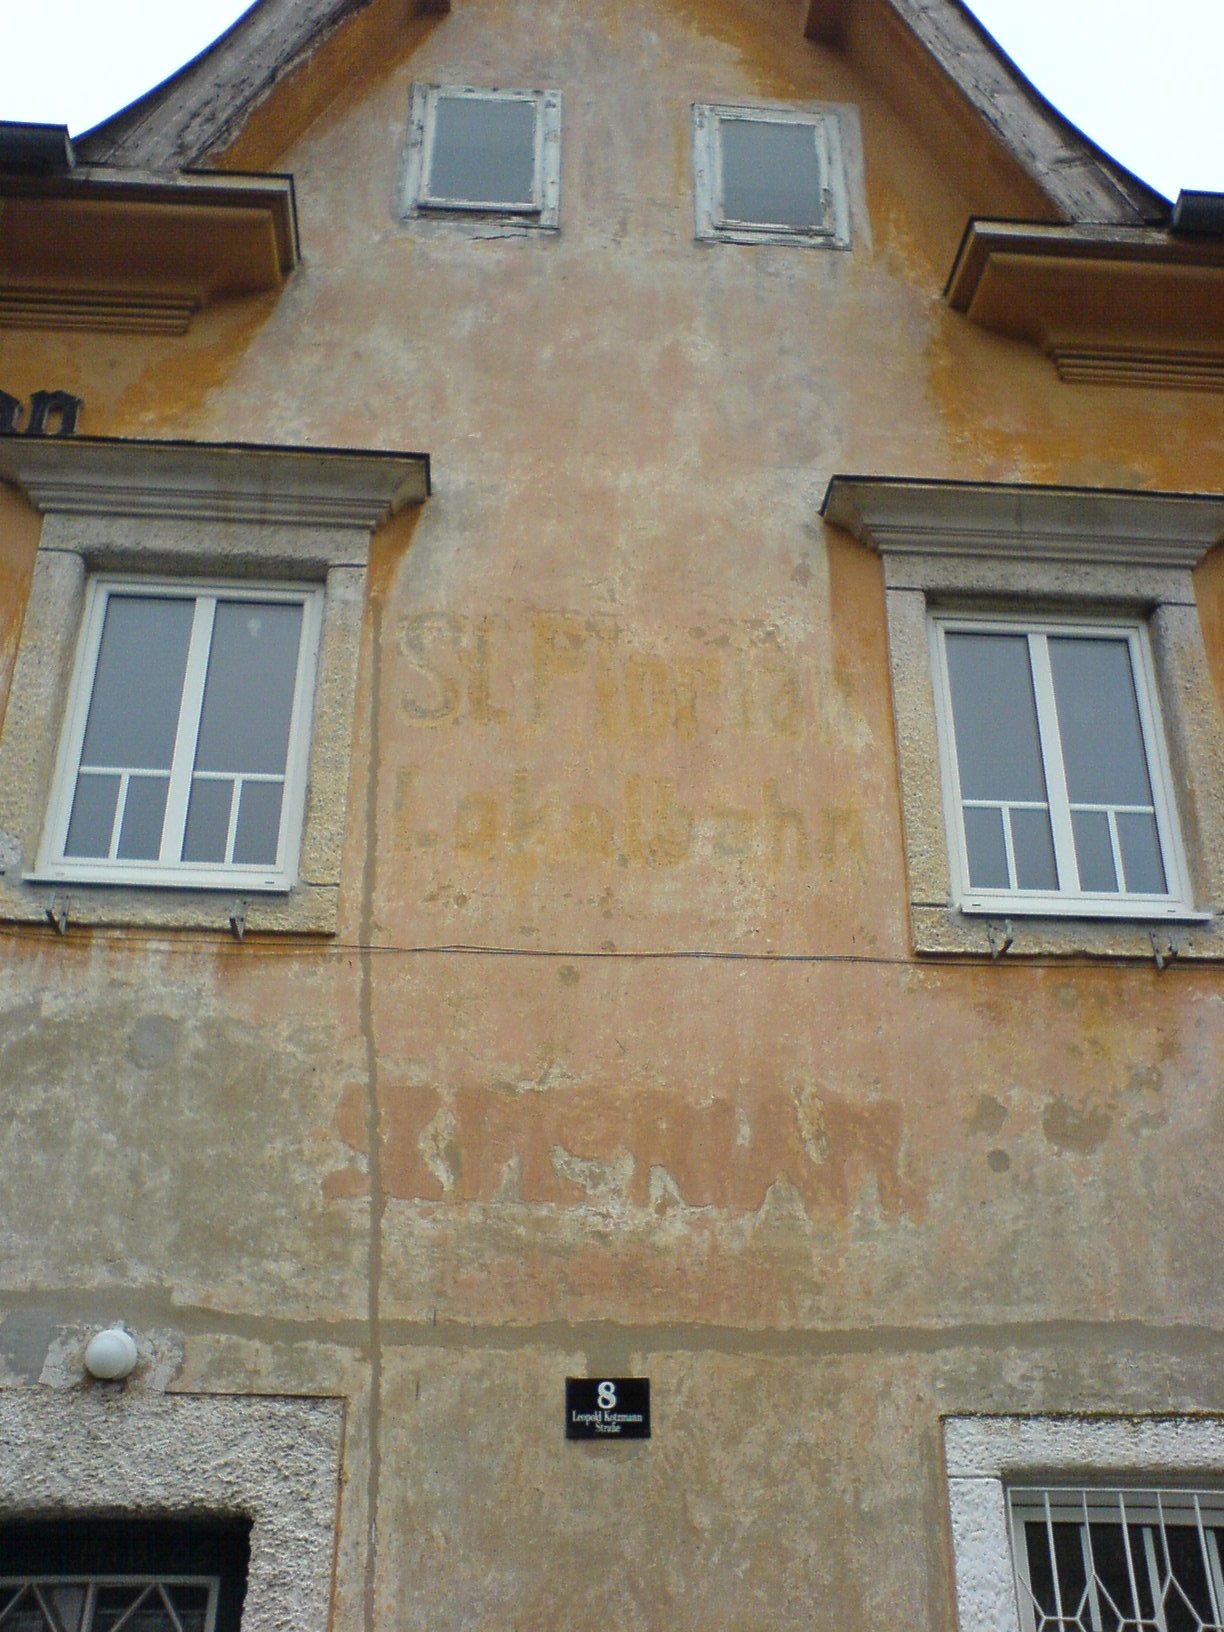 St. Florian
Lokalbahn
8
Leopold Kotzmann
Straße